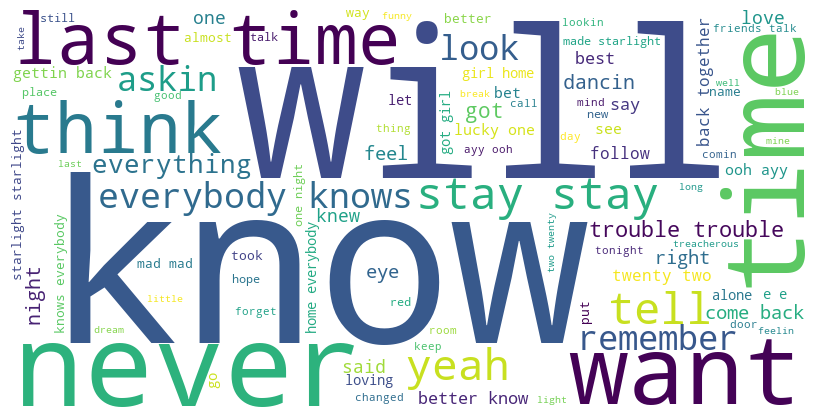 last time
will
time
know
never
want
think
askin
everything
everybody knows
stay stay
look
dancin
trouble trouble
remember
tell
yeah
come back
twenty two
right
lucky one
got
feel
follow
better know
said
loving
knew
eye
night
one
still
way
funny
better
lookin
love
friends talk
take
almost
talk
made starlight
gettin back
girl home
best
back together
well
place
good
let
bet
call
mind
say
name
blue
break
new
thing
got girl
see
day
mine
ayy ooh
comin
last
one night
ooh ayy
long
starlight starlight
knows everybody
home everybody
mad mad
took
hope
little
forget
red
two twenty
tonight
treacherous
alone
e e
put
door
feelin
dream
room
keep
go
changed
light